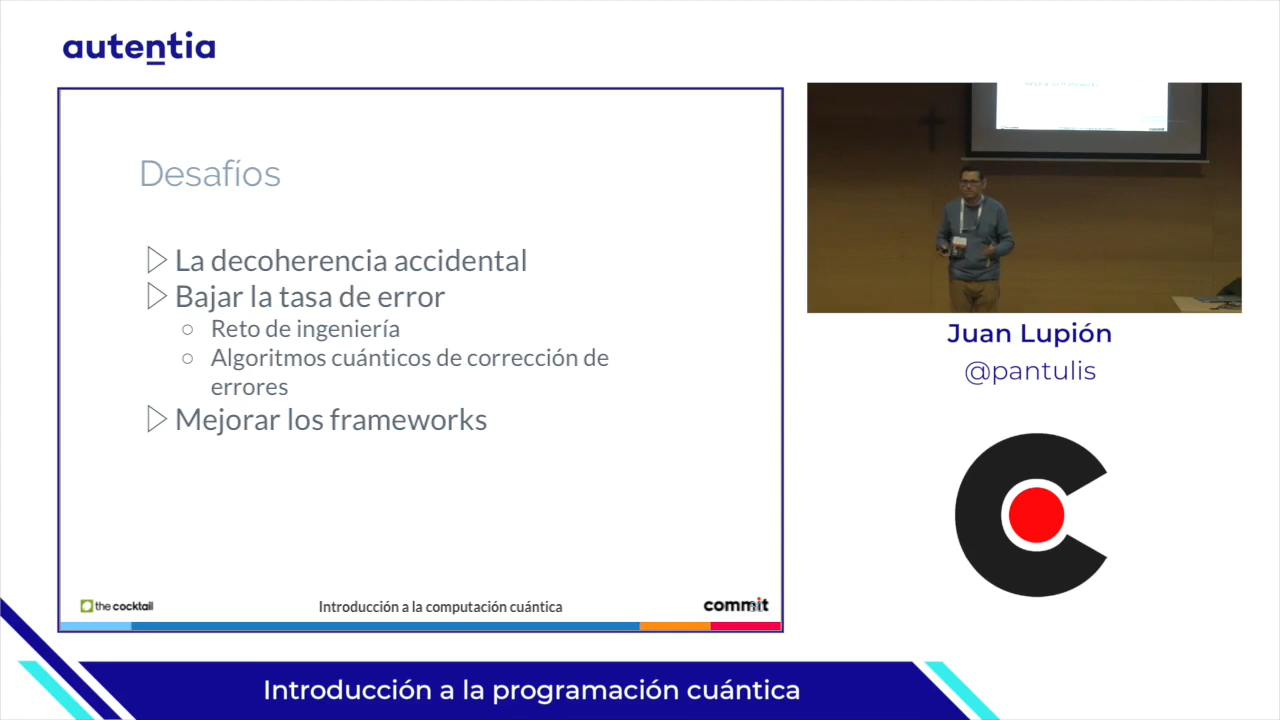 autentia
Desafíos
La decoherencia accidental
Bajar la tasa de error
Reto de ingeniería
Algoritmos cuánticos de corrección de
errores
Mejorar los frameworks
the cocktail
Introducción a la computación cuántica
commit
Juan Lupión
@pantulis
Introducción a la programación cuántica